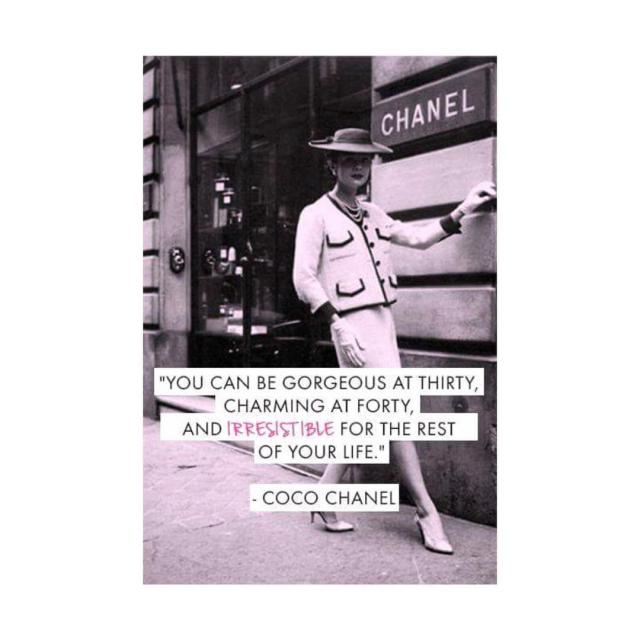 CHANEL
"YOU CAN BE GORGEOUS AT THIRTY,
CHARMING AT FORTY,
AND IRRESISTIBLE FOR THE REST
OF YOUR LIFE."
- COCO CHANEL